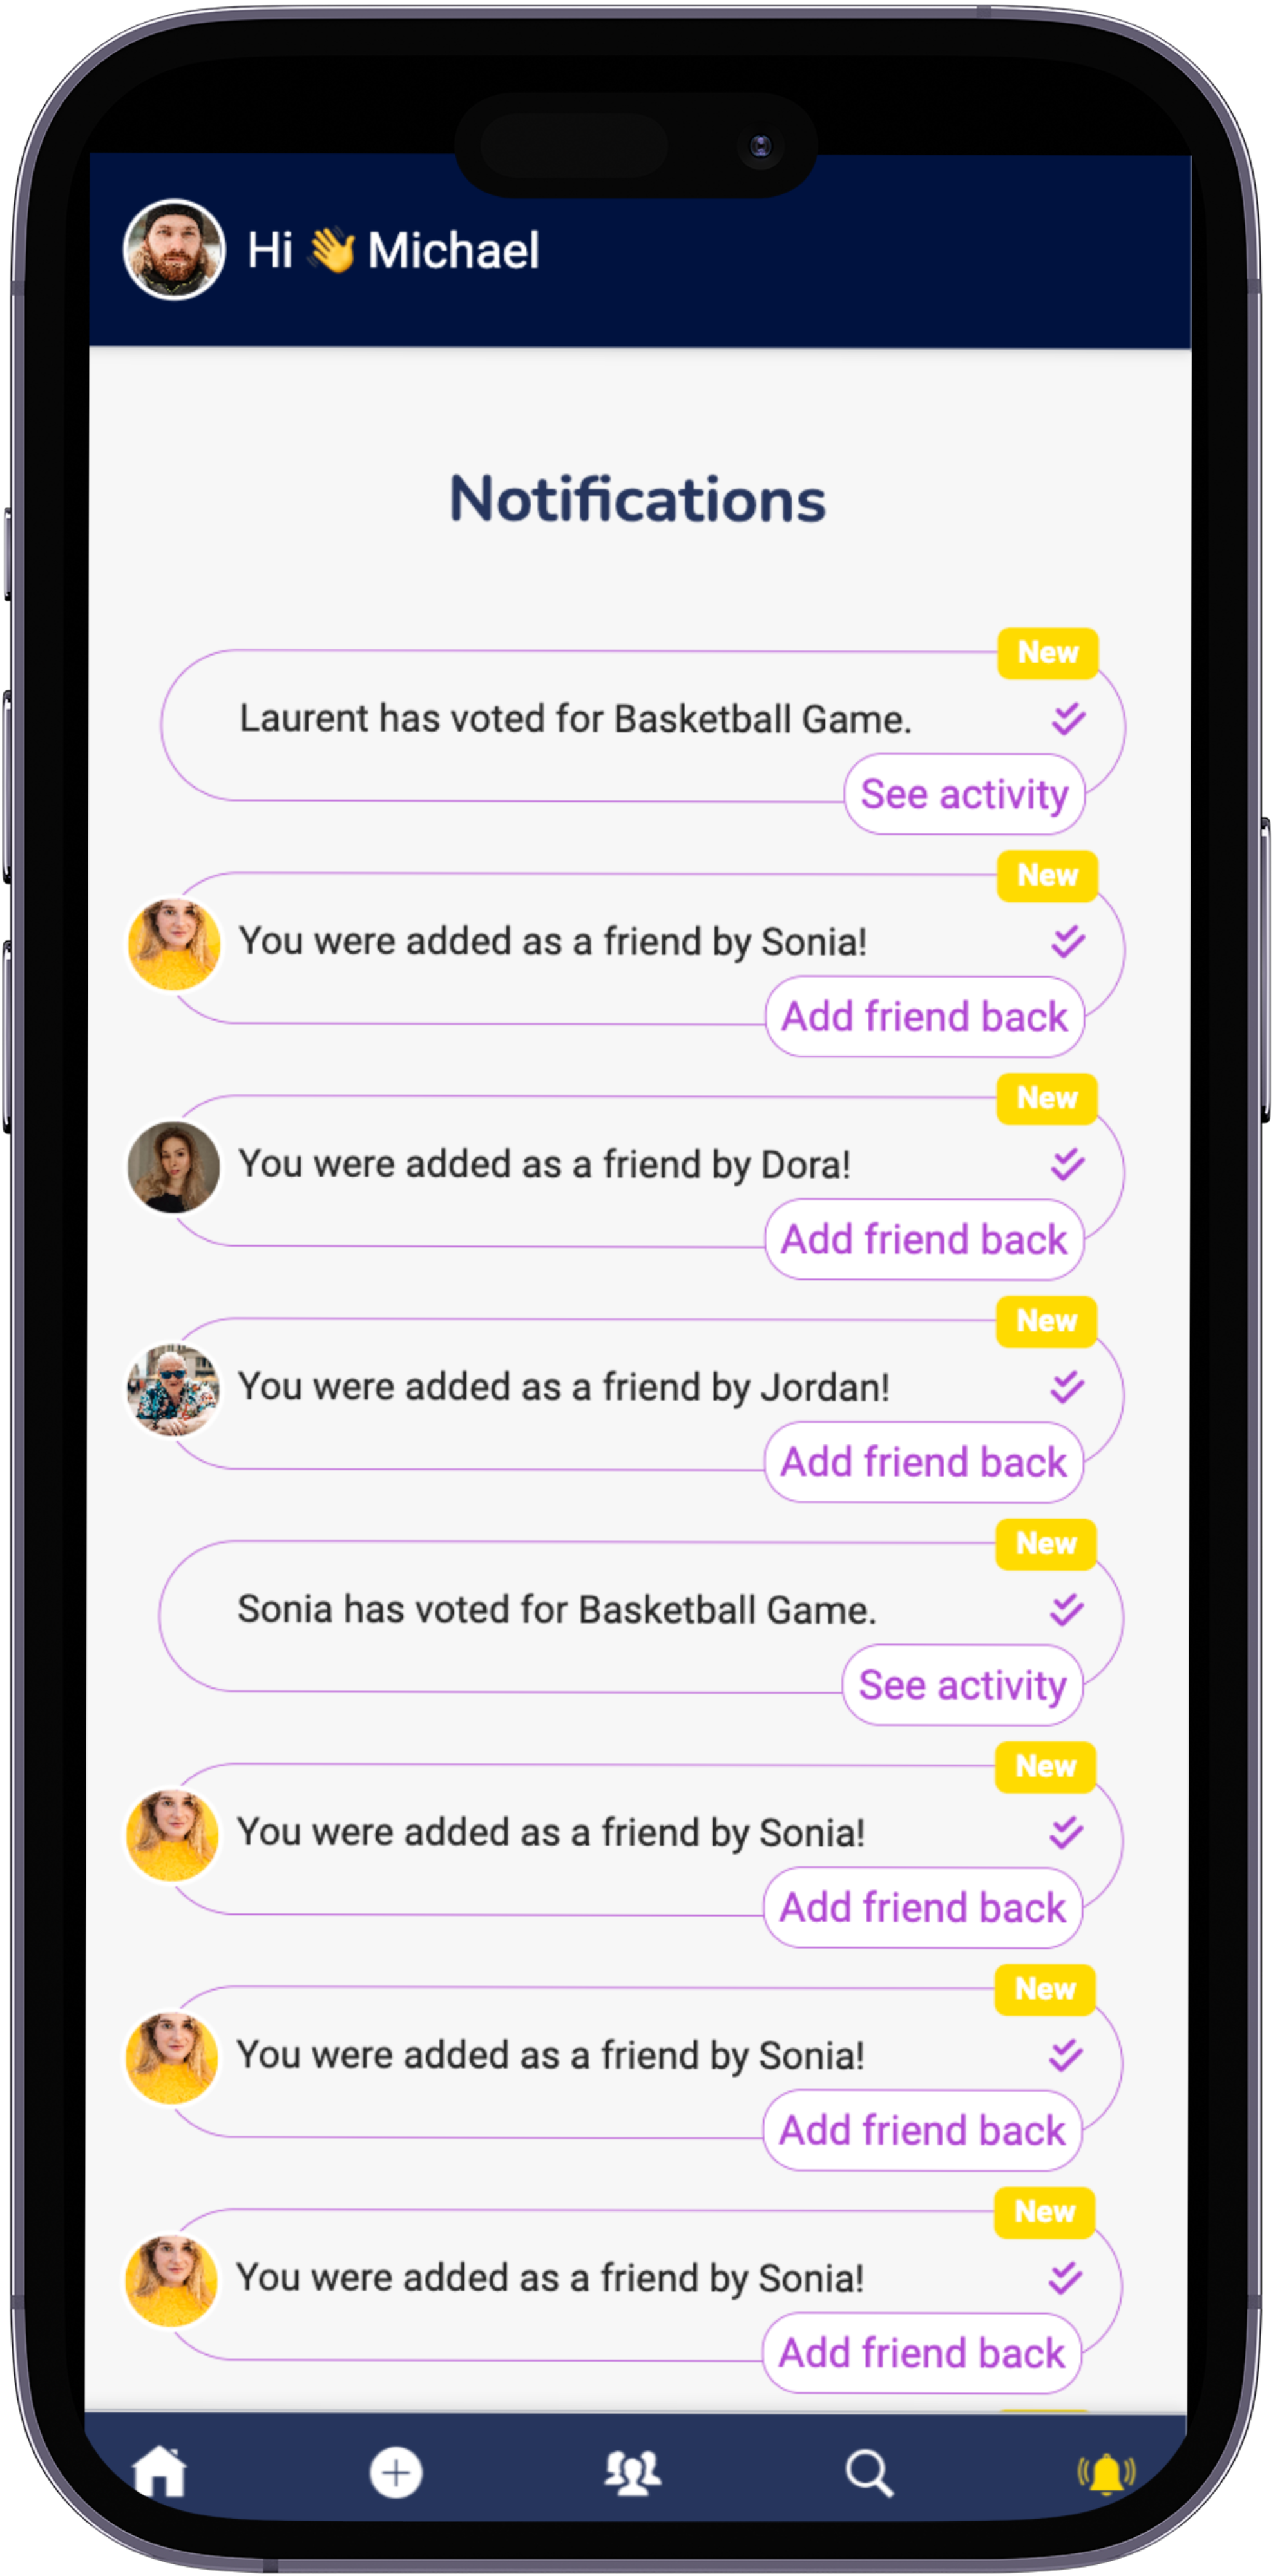 Hi 👋 Michael
Notifications
New
Laurent has voted for Basketball Game.
See activity
New
You were added as a friend by Sonia!
Add friend back
New
You were added as a friend by Dora!
Add friend back
New
You were added as a friend by Jordan!
Add friend back
New
Sonia has voted for Basketball Game.
See activity
New
You were added as a friend by Sonia!
Add friend back
New
You were added as a friend by Sonia!
Add friend back
New
You were added as a friend by Sonia!
Add friend back